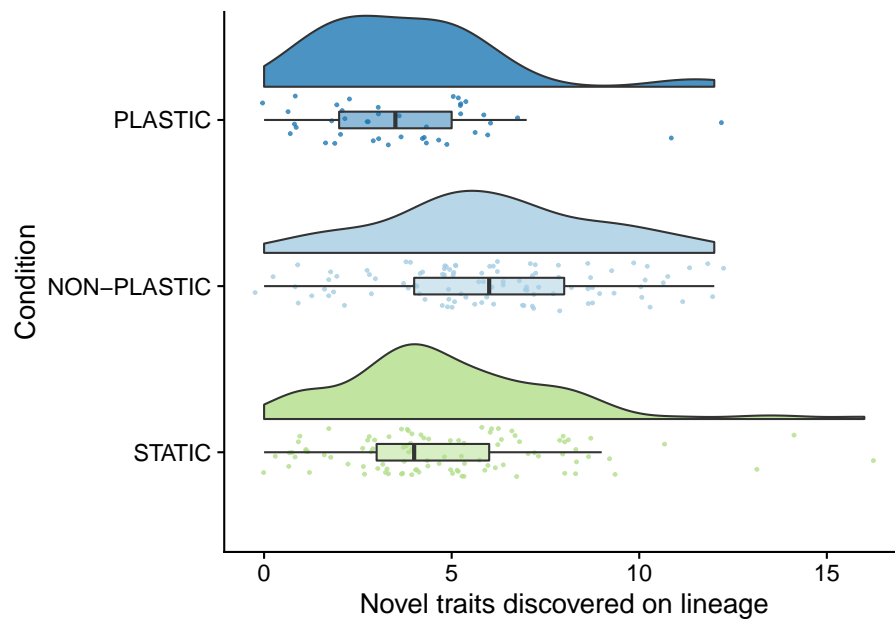 Condition
PLASTIC
NON−PLASTIC
STATIC
0 5 10 15
Novel traits discovered on lineage